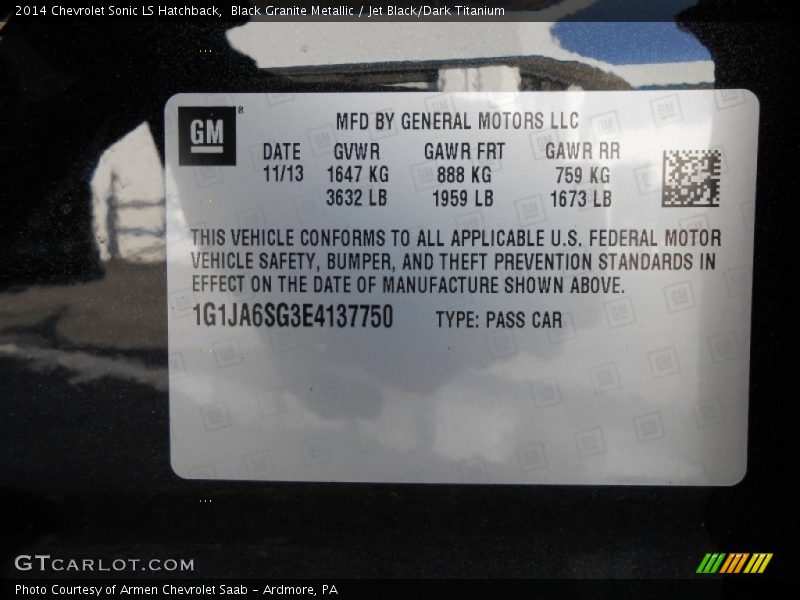 2014 Chevrolet Sonic LS Hatchback,  Black Granite Metallic / Jet Black/Dark Titanium
GM®
MFD BY GENERAL MOTORS LLC
DATE GVWR GAWR FRT GAWR RR
11/13 1647 KG 888 KG 759 KG
3632 LB 1959 LB 1673 LB
THIS VEHICLE CONFORMS TO ALL APPLICABLE U.S. FEDERAL MOTOR
VEHICLE SAFETY, BUMPER, AND THEFT PREVENTION STANDARDS IN
EFFECT ON THE DATE OF MANUFACTURE SHOWN ABOVE.
1G1JA6SG3E4137750 TYPE: PASS CAR
GTCARLOT.COM
Photo Courtesy of Armen Chevrolet Saab - Ardmore, PA